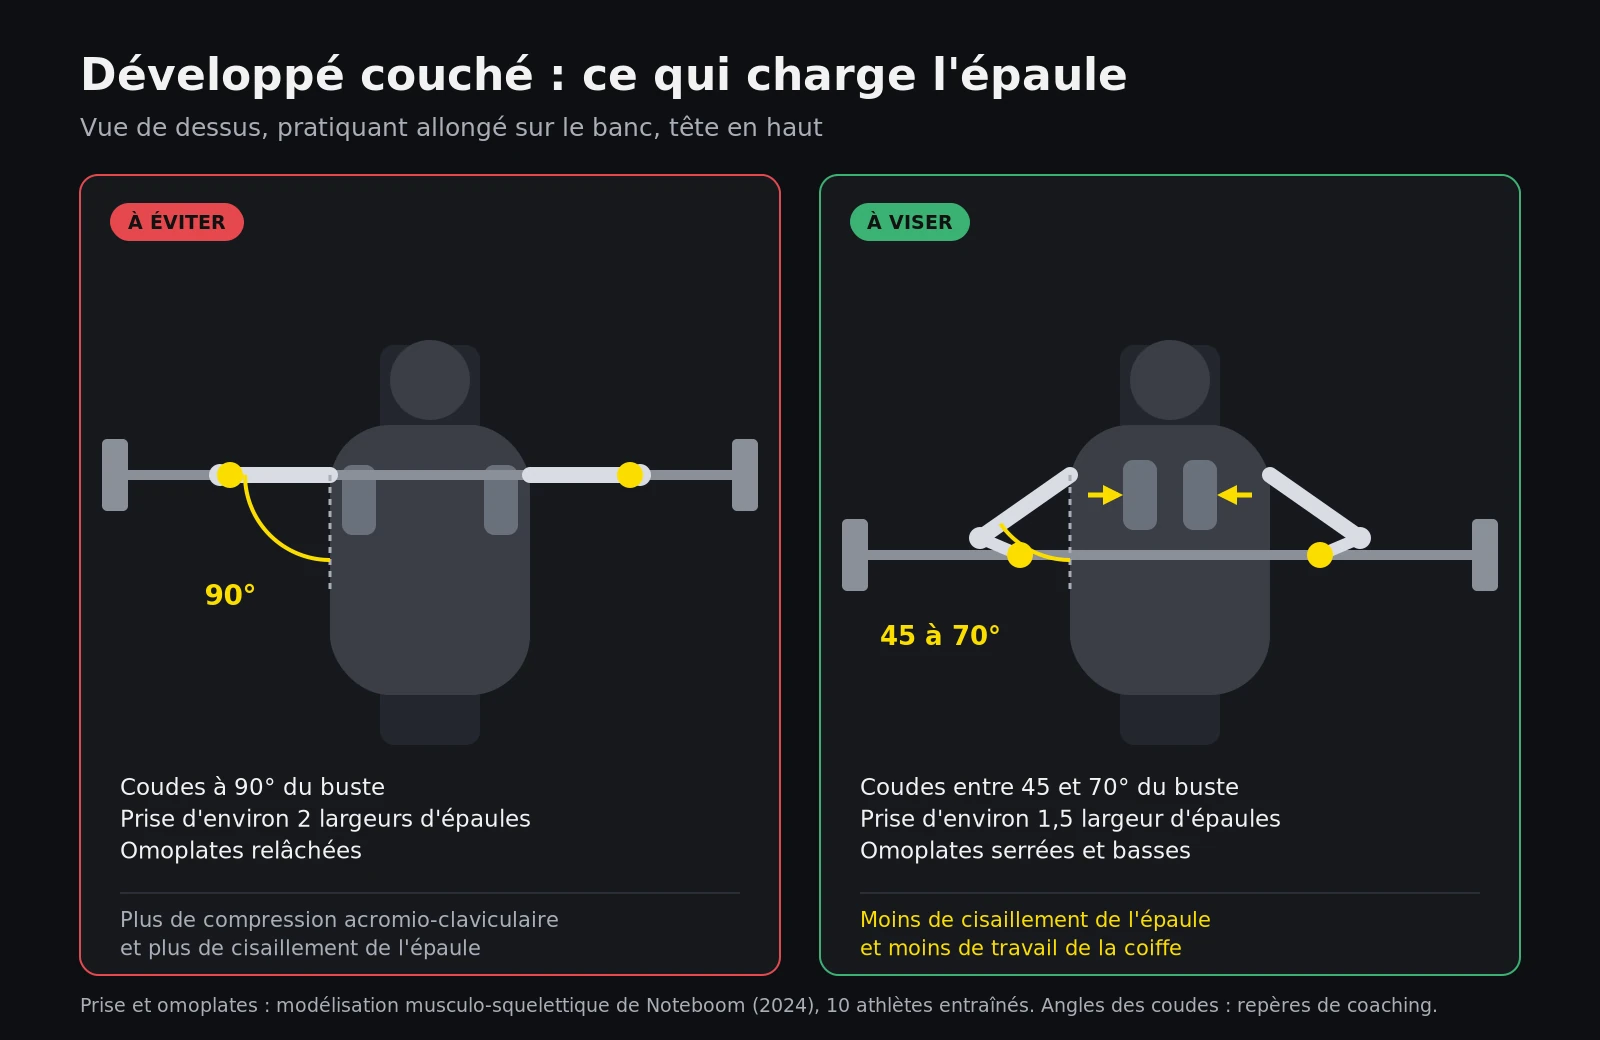 Développé couché : ce qui charge l'épaule
Vue de dessus, pratiquant allongé sur le banc, tête en haut
À ÉVITER
90°
Coudes à 90° du buste
Prise d'environ 2 largeurs d'épaules
Omoplates relâchées
Plus de compression acromio-claviculaire
et plus de cisaillement de l'épaule
À VISER
45 à 70°
Coudes entre 45 et 70° du buste
Prise d'environ 1,5 largeur d'épaules
Omoplates serrées et basses
Moins de cisaillement de l'épaule
et moins de travail de la coiffe
Prise et omoplates : modélisation musculo-squelettique de Noteboom (2024), 10 athlètes entraînés. Angles des coudes : repères de coaching.